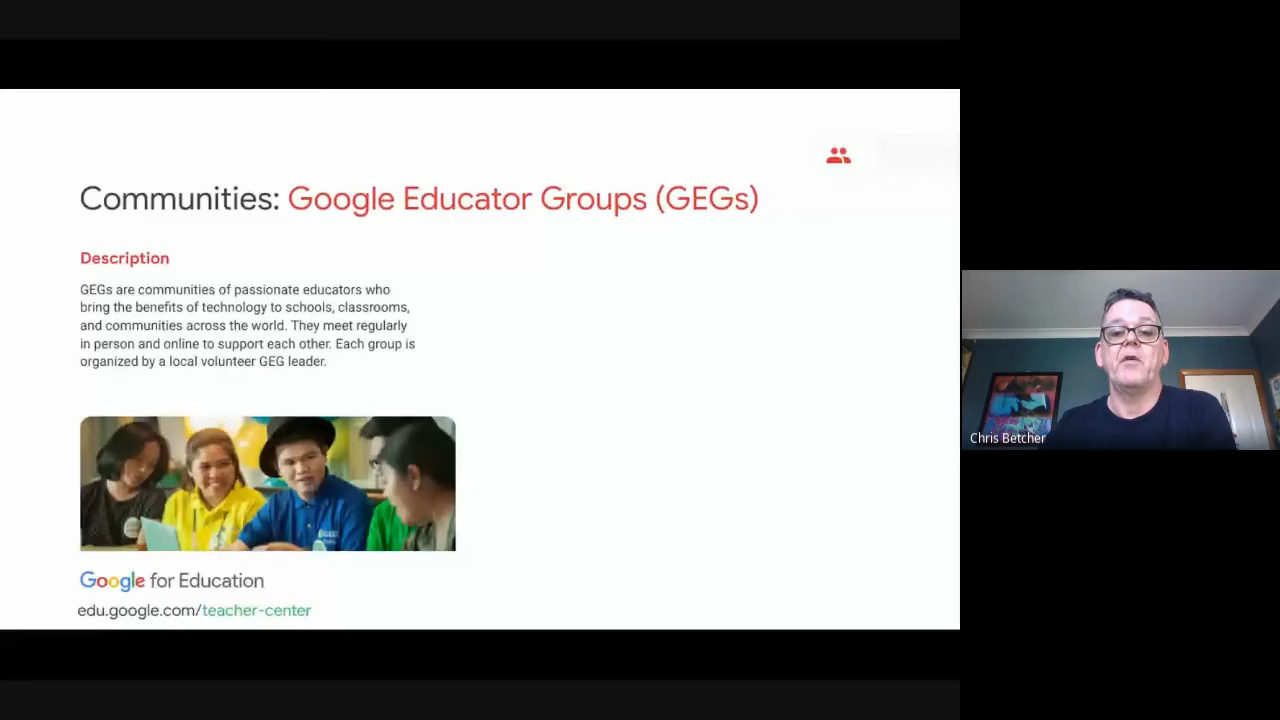 Communities: Google Educator Groups (GEGs)
Description
GEGs are communities of passionate educators who
bring the benefits of technology to schools, classrooms,
and communities across the world. They meet regularly
in person and online to support each other. Each group is
organized by a local volunteer GEG leader.
Google for Education
edu.google.com/teacher-center
Chris Betcher